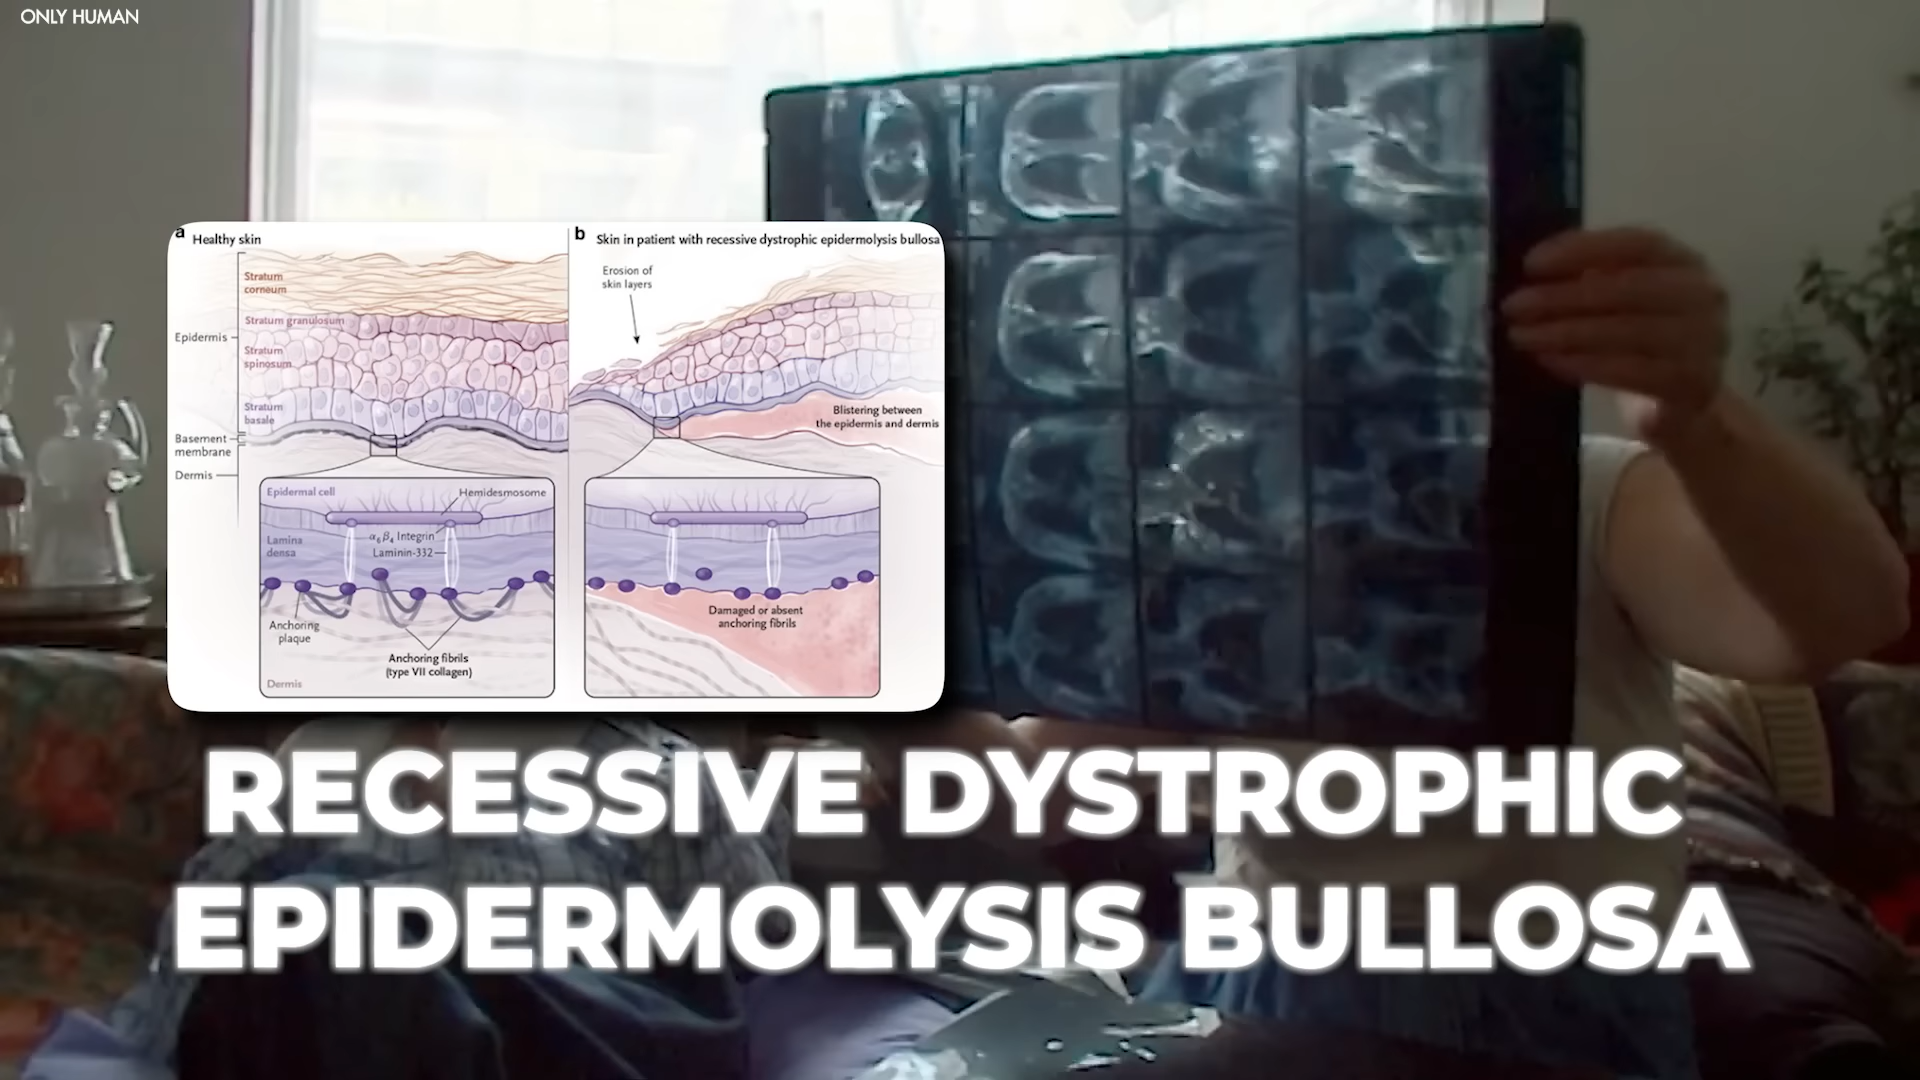 ONLY HUMAN
a
Healthy skin
Stratum
corneum
Stratum granulosum
Epidermis
Stratum
spinosum
Stratum
basale
Basement
membrane
Dermis
Epidermal cell
Hemidesmosome
α6β4 Integrin
Laminin-332
Lamina
densa
Anchoring
plaque
Anchoring fibrils
(type VII collagen)
Dermis
b
Skin in patient with recessive dystrophic epidermolysis bullosa
Erosion of
skin layers
Blistering between
the epidermis and dermis
Damaged or absent
anchoring fibrils
RECESSIVE DYSTROPHIC
EPIDERMOLYSIS BULLOSA